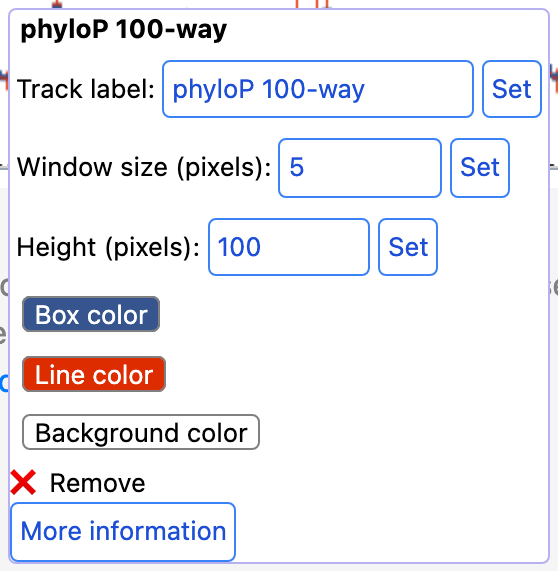 phyloP 100-way
Track label: phyloP 100-way Set
Window size (pixels): 5 Set
Height (pixels): 100 Set
Box color
Line color
Background color
Remove
More information